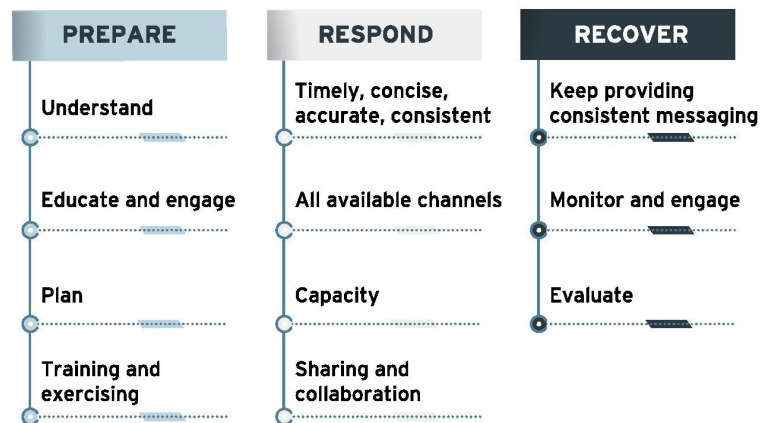 PREPARE
Understand
Educate and engage
Plan
Training and
exercising
RESPOND
Timely, concise,
accurate, consistent
All available channels
Capacity
Sharing and
collaboration
RECOVER
Keep providing
consistent messaging
Monitor and engage
Evaluate